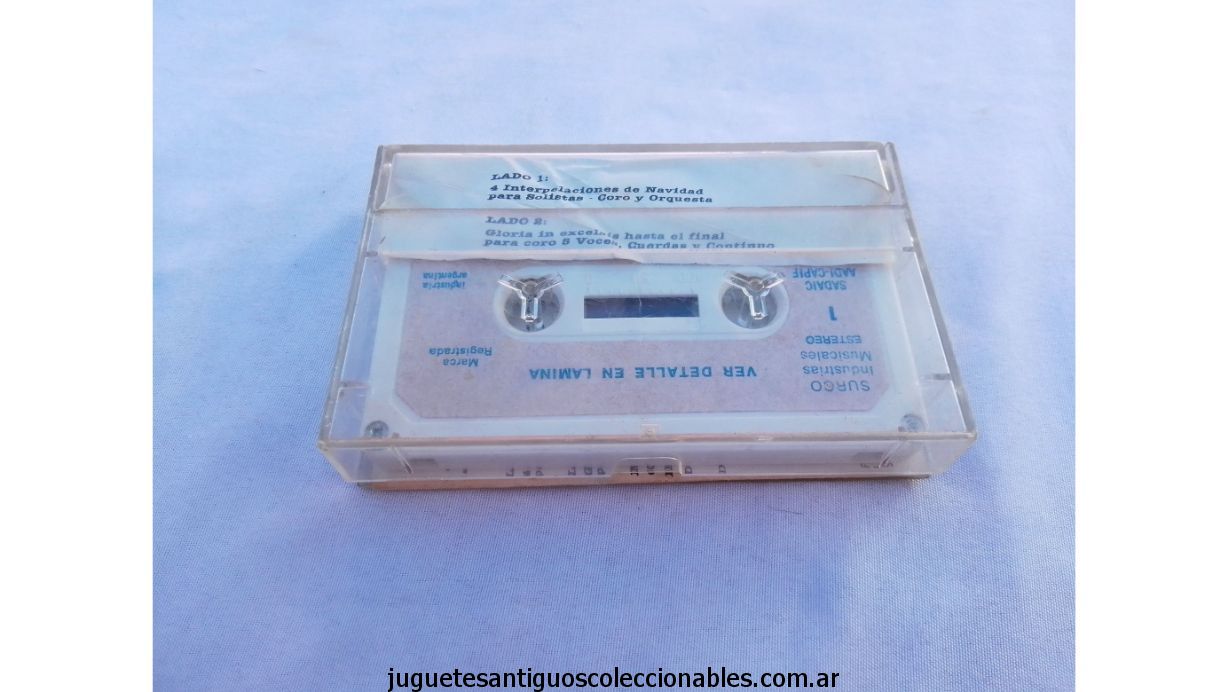 LADO 1:
4 Interpelaciones de Navidad
para Solistas - Coro y Orquesta
LADO 2:
Gloria in excelsis hasta el final
para coro 5 Voces, Cuerdas y Continuo
industria
argentina
SADAIC
AADI-CAPIF
1
ESTEREO
Marca
Registrada
VER DETALLE EN LAMINA
SURCO
Industrias
Musicales
juguetesantiguoscoleccionables.com.ar